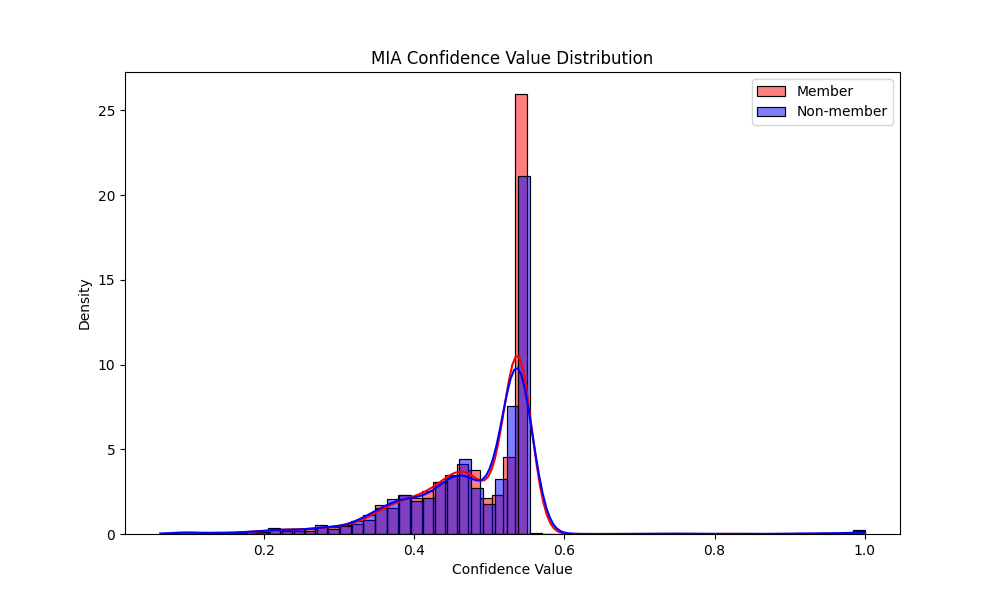 MIA Confidence Value Distribution
Member
Non-member
Density
25
20
15
10
5
0
0.2
0.4
0.6
0.8
1.0
Confidence Value